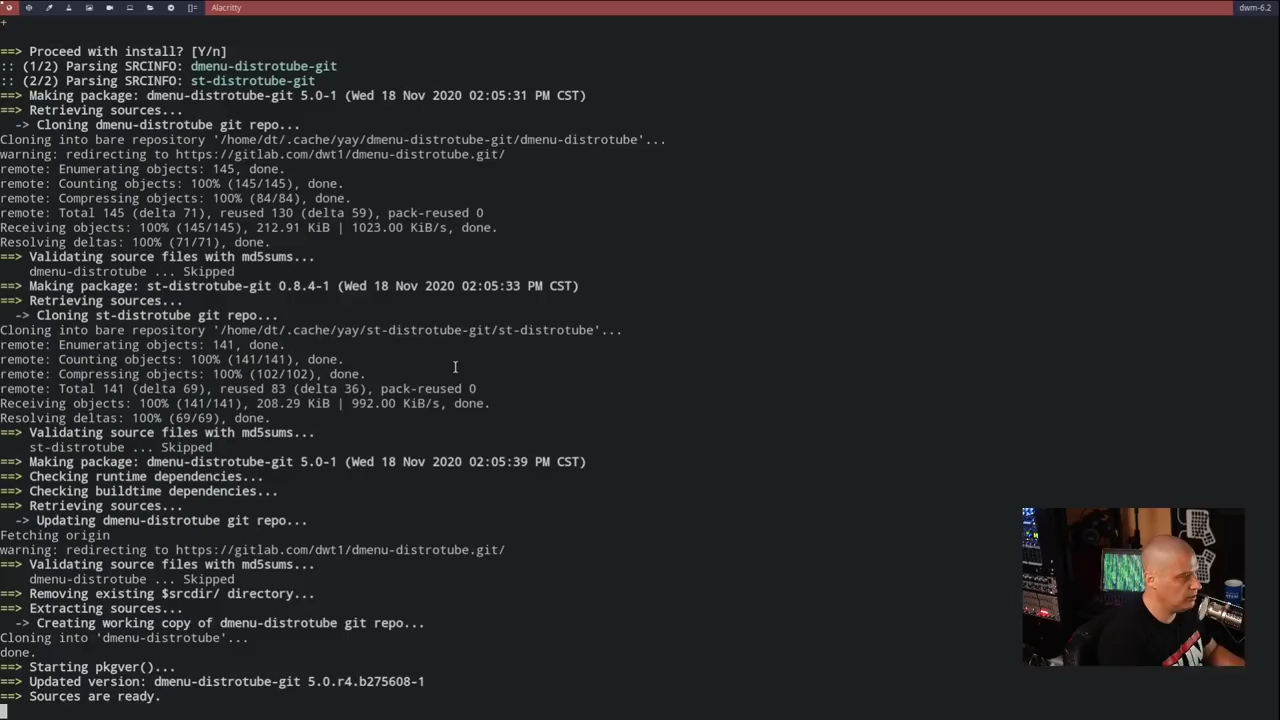 []= Alacritty dwm-6.2
+
==> Proceed with install? [Y/n]
:: (1/2) Parsing SRCINFO: dmenu-distrotube-git
:: (2/2) Parsing SRCINFO: st-distrotube-git
==> Making package: dmenu-distrotube-git 5.0-1 (Wed 18 Nov 2020 02:05:31 PM CST)
==> Retrieving sources...
-> Cloning dmenu-distrotube git repo...
Cloning into bare repository '/home/dt/.cache/yay/dmenu-distrotube-git/dmenu-distrotube'...
warning: redirecting to https://gitlab.com/dwt1/dmenu-distrotube.git/
remote: Enumerating objects: 145, done.
remote: Counting objects: 100% (145/145), done.
remote: Compressing objects: 100% (84/84), done.
remote: Total 145 (delta 71), reused 130 (delta 59), pack-reused 0
Receiving objects: 100% (145/145), 212.91 KiB | 1023.00 KiB/s, done.
Resolving deltas: 100% (71/71), done.
==> Validating source files with md5sums...
dmenu-distrotube ... Skipped
==> Making package: st-distrotube-git 0.8.4-1 (Wed 18 Nov 2020 02:05:33 PM CST)
==> Retrieving sources...
-> Cloning st-distrotube git repo...
Cloning into bare repository '/home/dt/.cache/yay/st-distrotube-git/st-distrotube'...
remote: Enumerating objects: 141, done.
remote: Counting objects: 100% (141/141), done.
remote: Compressing objects: 100% (102/102), done.
remote: Total 141 (delta 69), reused 83 (delta 36), pack-reused 0
Receiving objects: 100% (141/141), 208.29 KiB | 992.00 KiB/s, done.
Resolving deltas: 100% (69/69), done.
==> Validating source files with md5sums...
st-distrotube ... Skipped
==> Making package: dmenu-distrotube-git 5.0-1 (Wed 18 Nov 2020 02:05:39 PM CST)
==> Checking runtime dependencies...
==> Checking buildtime dependencies...
==> Retrieving sources...
-> Updating dmenu-distrotube git repo...
Fetching origin
warning: redirecting to https://gitlab.com/dwt1/dmenu-distrotube.git/
==> Validating source files with md5sums...
dmenu-distrotube ... Skipped
==> Removing existing $srcdir/ directory...
==> Extracting sources...
-> Creating working copy of dmenu-distrotube git repo...
Cloning into 'dmenu-distrotube'...
done.
==> Starting pkgver()...
==> Updated version: dmenu-distrotube-git 5.0.r4.b275608-1
==> Sources are ready.